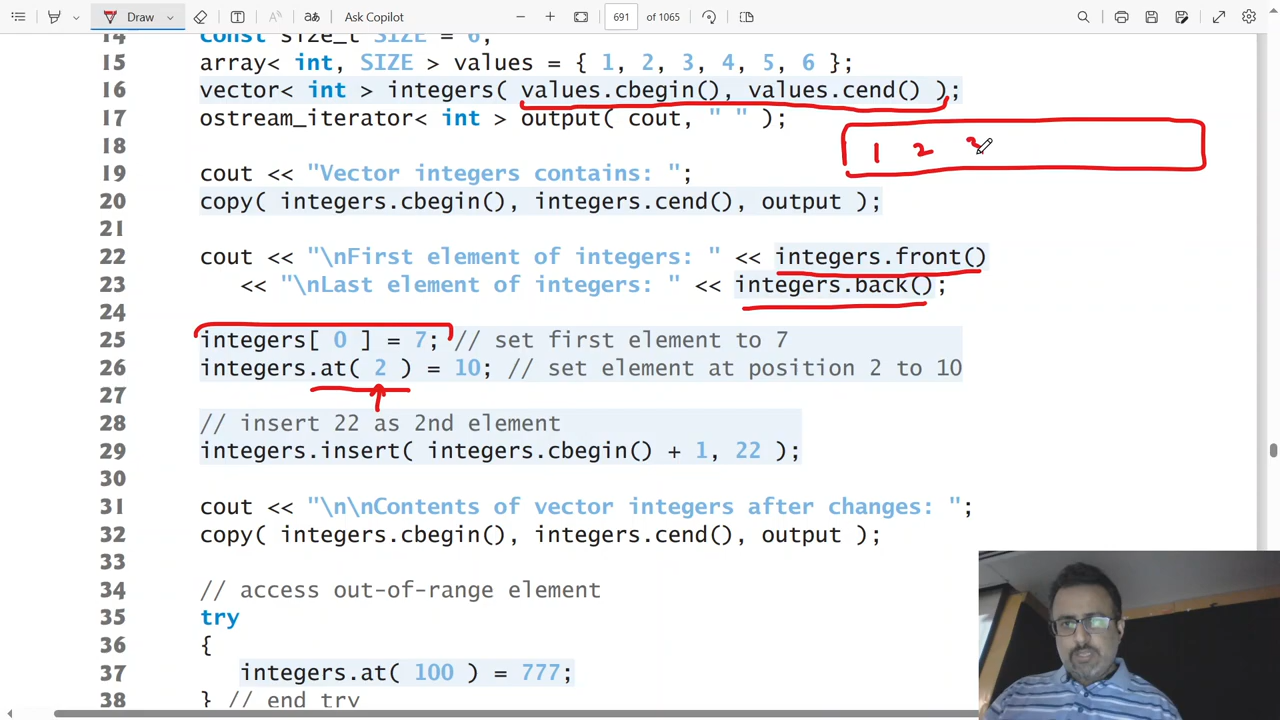 Draw
Ask Copilot
691 of 1065
14 const size_t SIZE = 6;
15 array< int, SIZE > values = { 1, 2, 3, 4, 5, 6 };
16 vector< int > integers( values.cbegin(), values.cend() );
17 ostream_iterator< int > output( cout, " " );
18
1 2 3
19 cout << "Vector integers contains: ";
20 copy( integers.cbegin(), integers.cend(), output );
21
22 cout << "\nFirst element of integers: " << integers.front()
23 << "\nLast element of integers: " << integers.back();
24
25 integers[ 0 ] = 7; // set first element to 7
26 integers.at( 2 ) = 10; // set element at position 2 to 10
27
28 // insert 22 as 2nd element
29 integers.insert( integers.cbegin() + 1, 22 );
30
31 cout << "\n\nContents of vector integers after changes: ";
32 copy( integers.cbegin(), integers.cend(), output );
33
34 // access out-of-range element
35 try
36 {
37 integers.at( 100 ) = 777;
38 } // end try